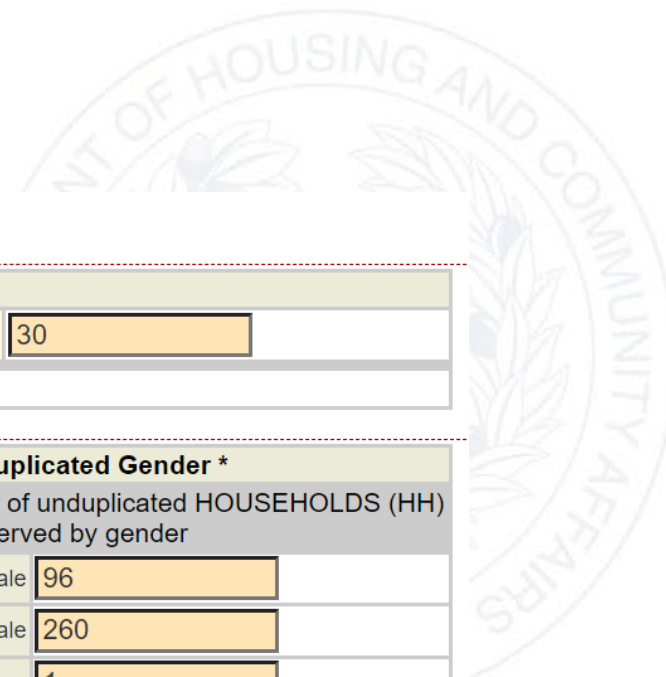 OF HOUSING AND COMMUNITY AFFAIRS
30
uplicated Gender *
of unduplicated HOUSEHOLDS (HH)
erved by gender
ale 96
ale 260